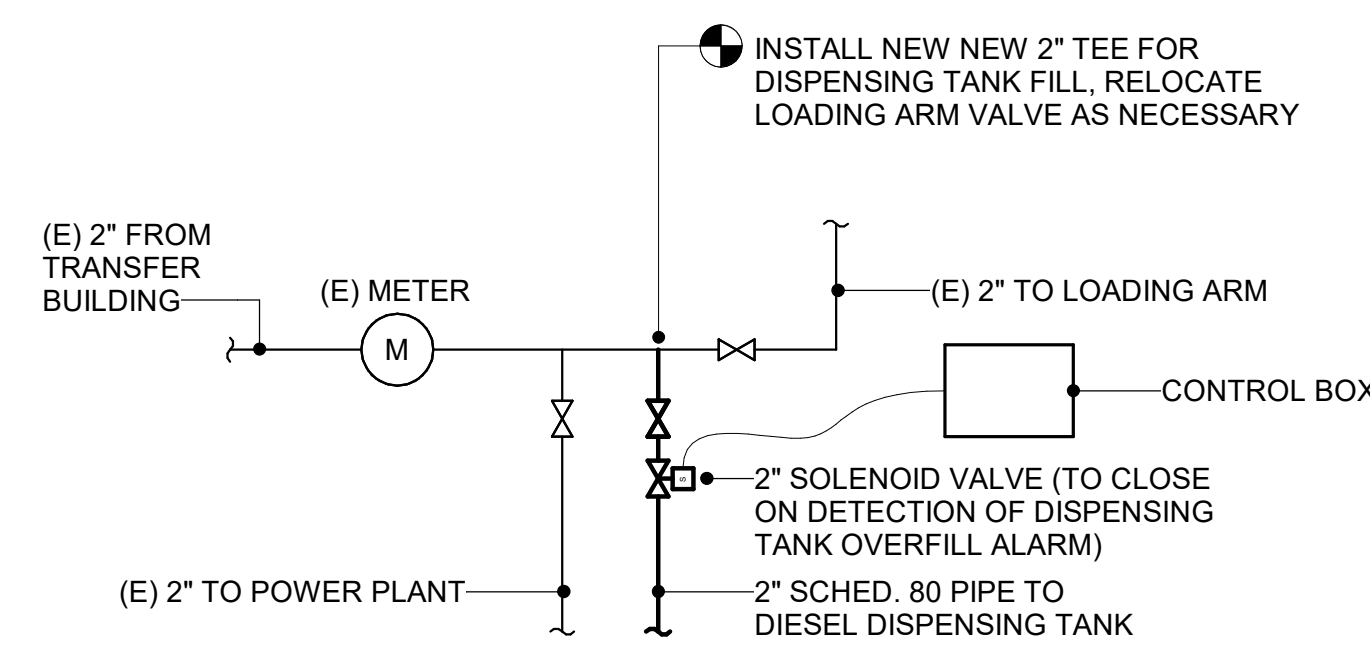 INSTALL NEW NEW 2" TEE FOR
DISPENSING TANK FILL, RELOCATE
LOADING ARM VALVE AS NECESSARY
(E) 2" FROM
TRANSFER
BUILDING
(E) METER
M
(E) 2" TO LOADING ARM
CONTROL BOX
S
2" SOLENOID VALVE (TO CLOSE
ON DETECTION OF DISPENSING
TANK OVERFILL ALARM)
(E) 2" TO POWER PLANT
2" SCHED. 80 PIPE TO
DIESEL DISPENSING TANK